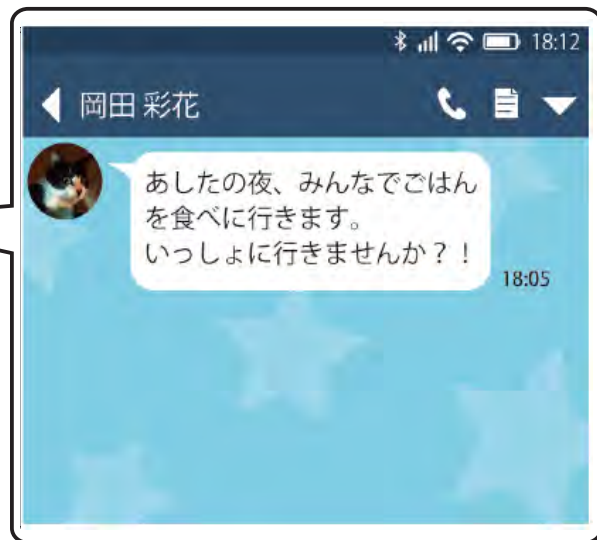 18:12
岡田 彩花
あしたの夜、みんなでごはん
を食べに行きます。
いっしょに行きませんか？！
18:05